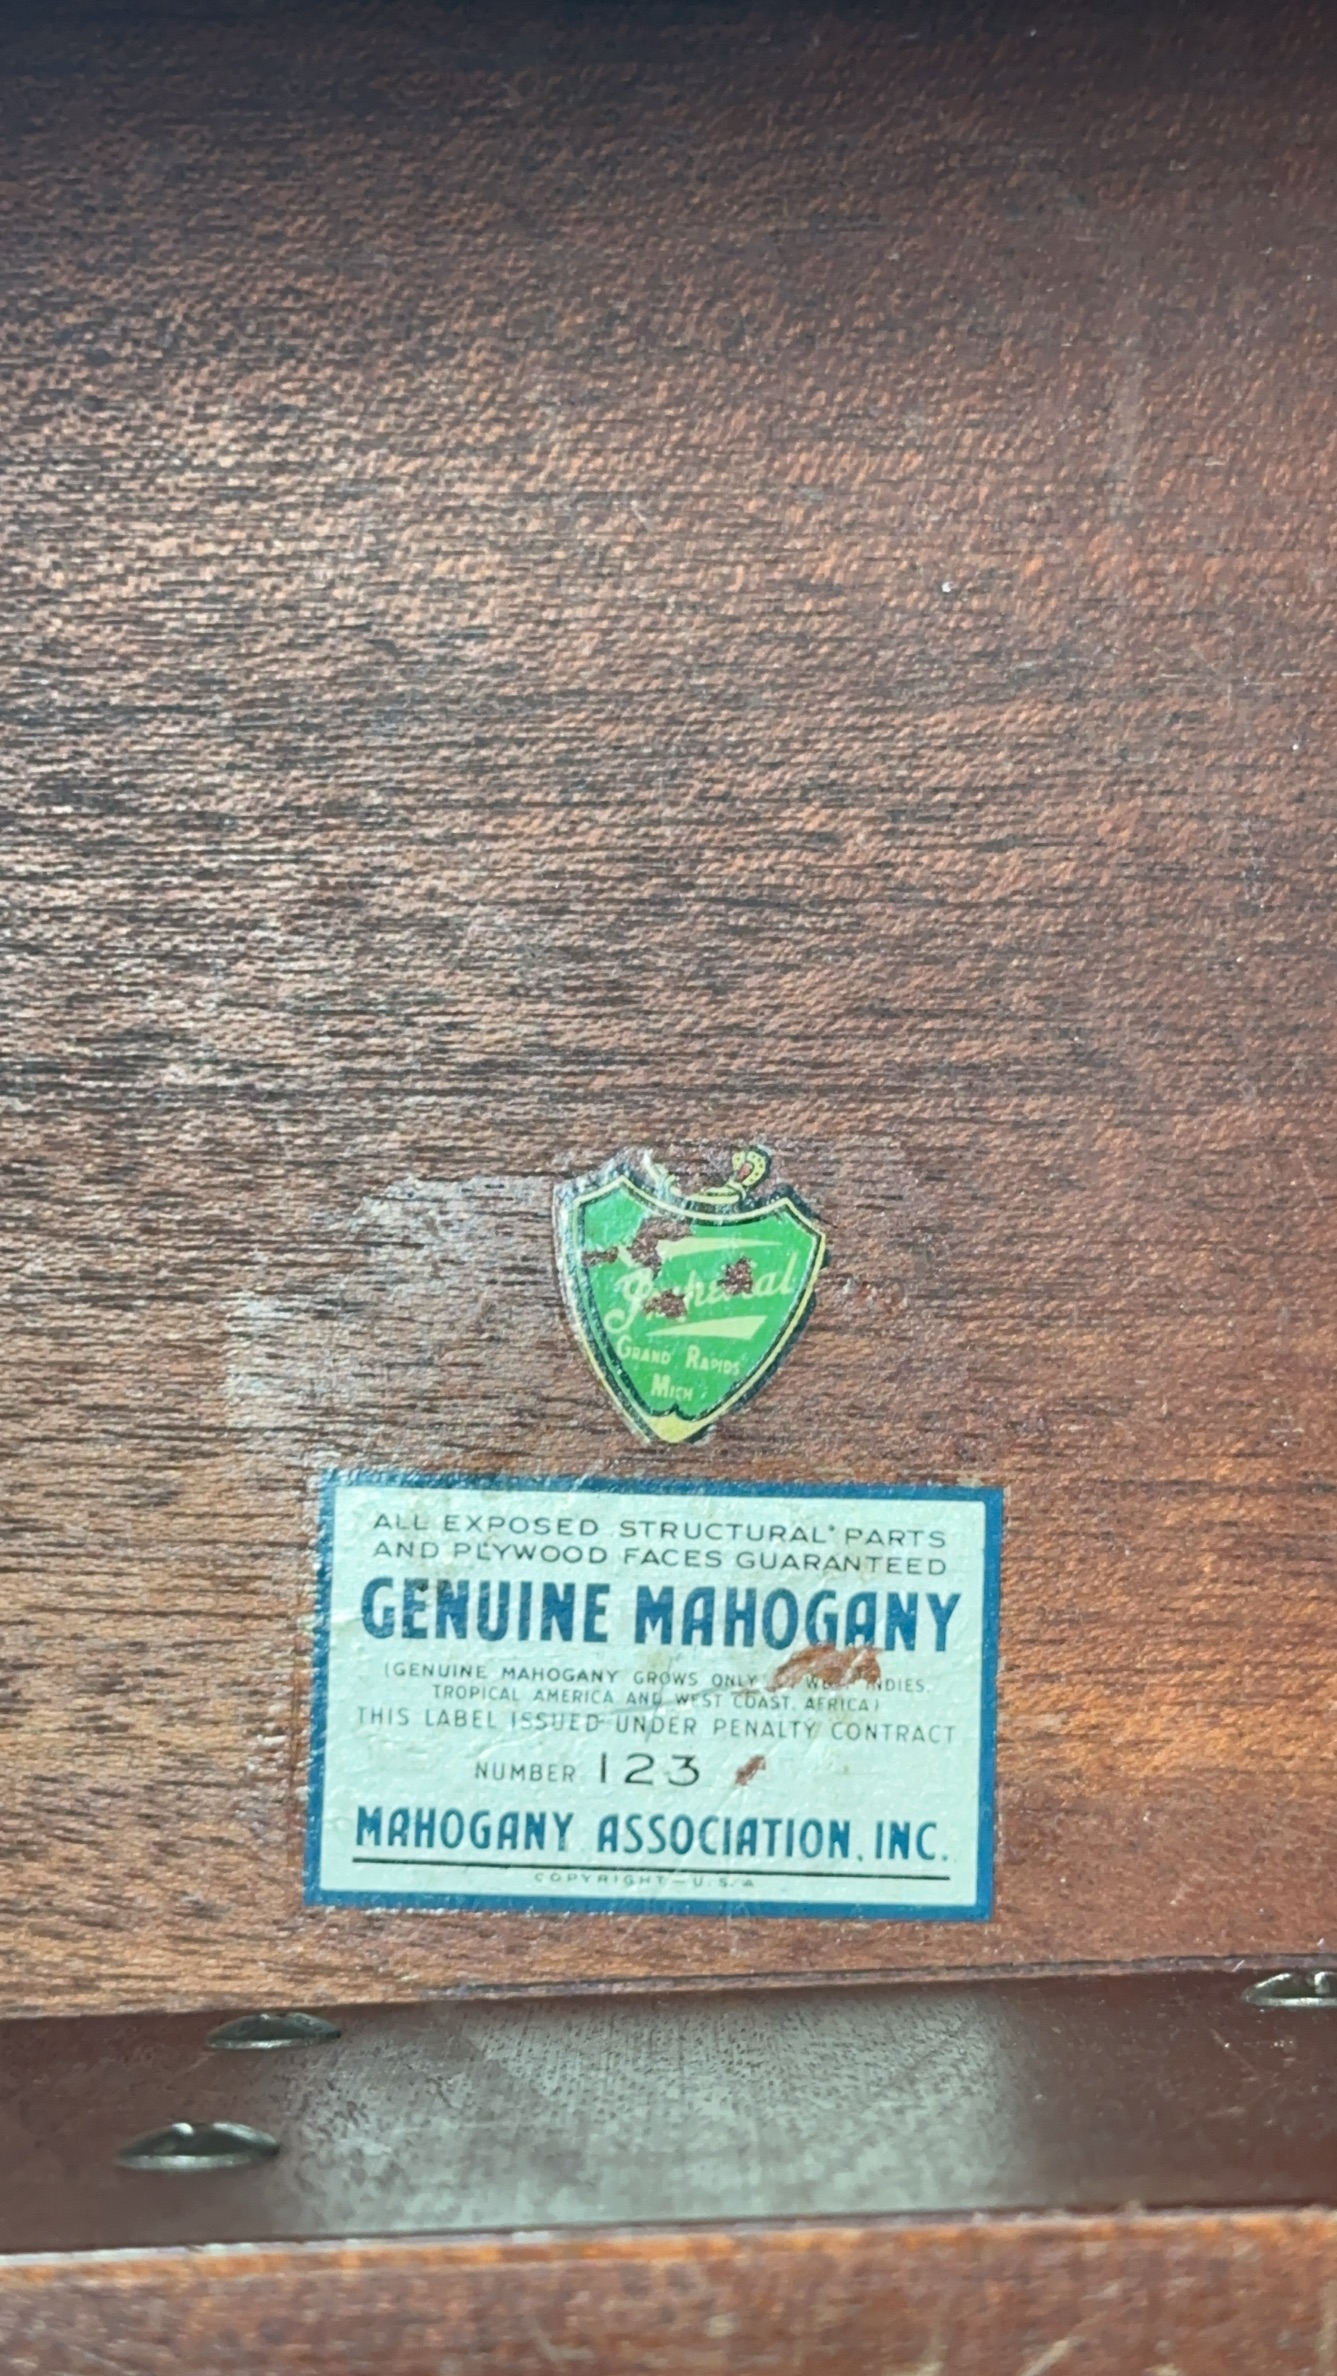 Imperial
GRAND RAPIDS
MICH
ALL EXPOSED STRUCTURAL PARTS
AND PLYWOOD FACES GUARANTEED
GENUINE MAHOGANY
(GENUINE MAHOGANY GROWS ONLY WEST INDIES,
TROPICAL AMERICA AND WEST COAST, AFRICA)
THIS LABEL ISSUED UNDER PENALTY CONTRACT
NUMBER 123
MAHOGANY ASSOCIATION, INC.
COPYRIGHT—U.S.A